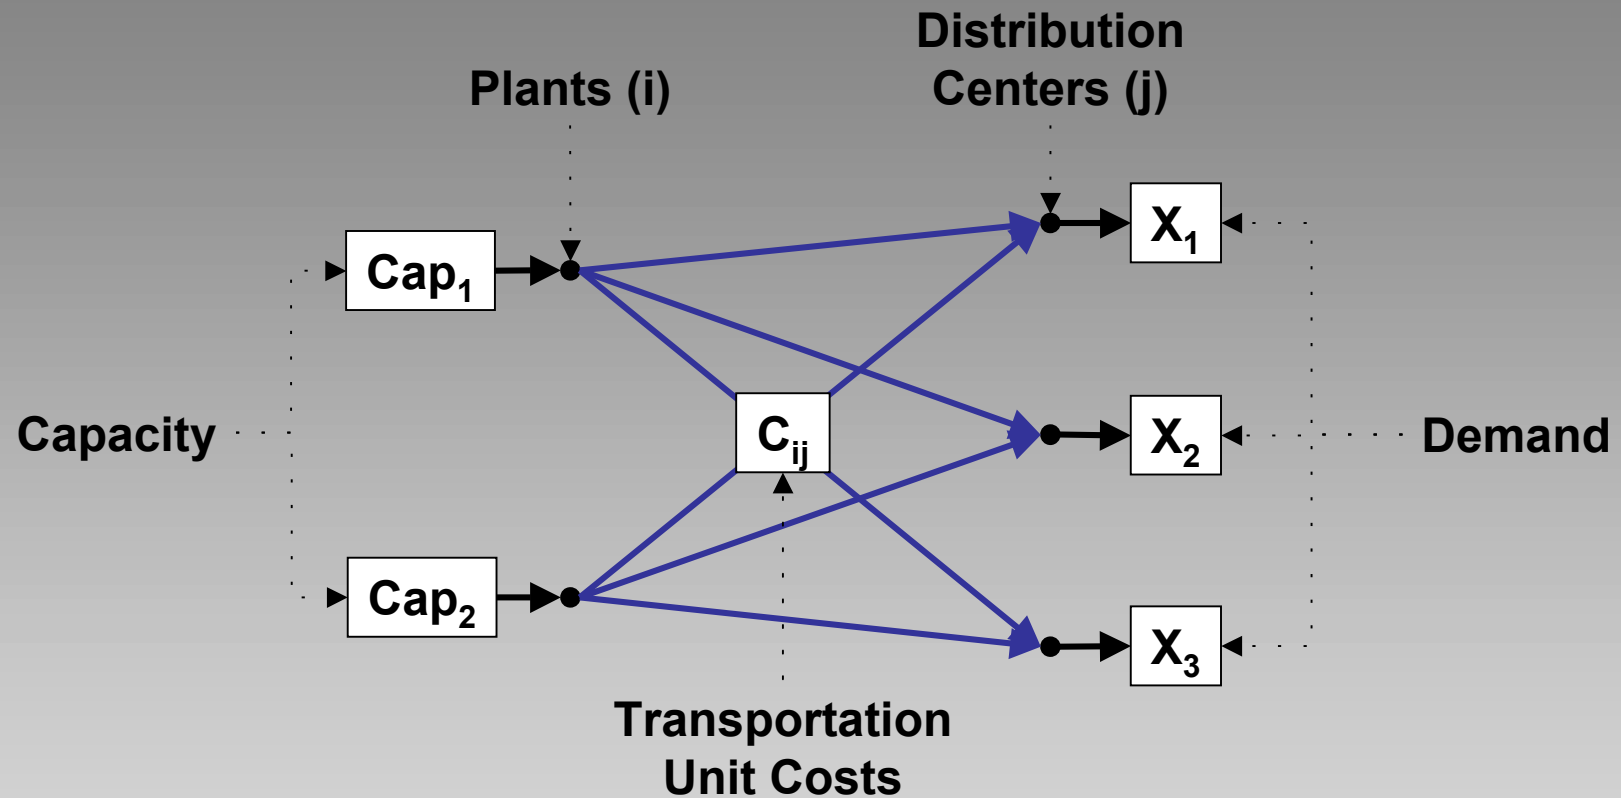 Distribution
Plants (i)
Centers (j)
Cap₁
X₁
Capacity
Cᵢⱼ
X₂
Demand
Cap₂
X₃
Transportation
Unit Costs